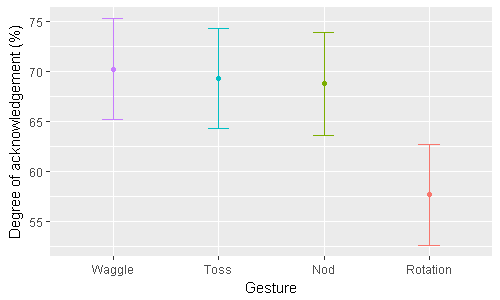 Degree of acknowledgement (%)
75
70
65
60
55
Waggle Toss Nod Rotation
Gesture